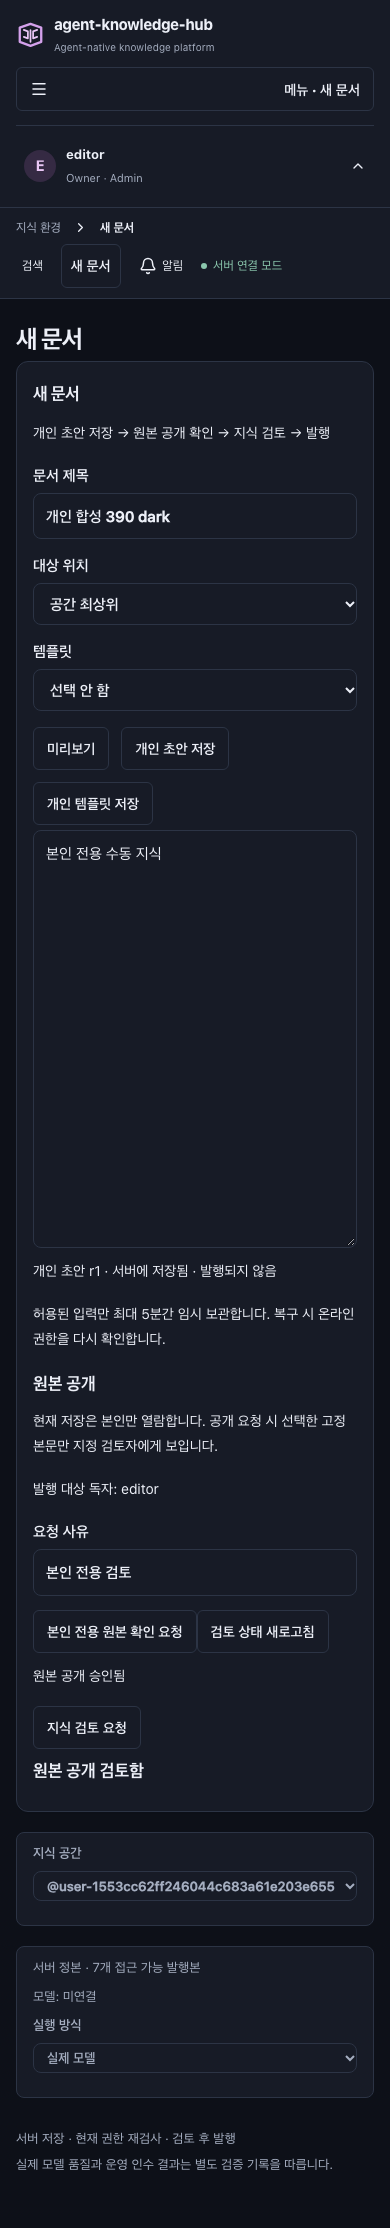 agent-knowledge-hub
Agent-native knowledge platform
메뉴 · 새 문서
E
editor
Owner · Admin
지식 환경 > 새 문서
검색 새 문서 알림 서버 연결 모드
새 문서
새 문서
개인 초안 저장 → 원본 공개 확인 → 지식 검토 → 발행
문서 제목
개인 합성 390 dark
대상 위치
공간 최상위
템플릿
선택 안 함
미리보기 개인 초안 저장
개인 템플릿 저장
본인 전용 수동 지식
개인 초안 r1 · 서버에 저장됨 · 발행되지 않음
허용된 입력만 최대 5분간 임시 보관합니다. 복구 시 온라인
권한을 다시 확인합니다.
원본 공개
현재 저장은 본인만 열람합니다. 공개 요청 시 선택한 고정
본문만 지정 검토자에게 보입니다.
발행 대상 독자: editor
요청 사유
본인 전용 검토
본인 전용 원본 확인 요청 검토 상태 새로고침
원본 공개 승인됨
지식 검토 요청
원본 공개 검토함
지식 공간
@user-1553cc62ff246044c683a61e203e655
서버 정본 · 7개 접근 가능 발행본
모델: 미연결
실행 방식
실제 모델
서버 저장 · 현재 권한 재검사 · 검토 후 발행
실제 모델 품질과 운영 인수 결과는 별도 검증 기록을 따릅니다.